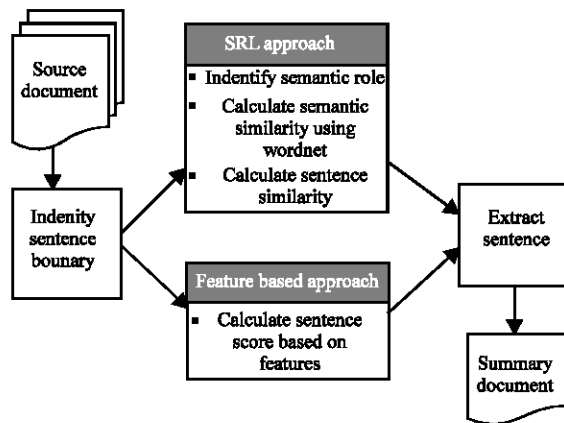 Source
document
Indenity
sentence
bounary
SRL approach
▪ Indentify semantic role
▪ Calculate semantic
similarity using
wordnet
▪ Calculate sentence
similarity
Feature based approach
▪ Calculate sentence
score based on
features
Extract
sentence
Summary
document